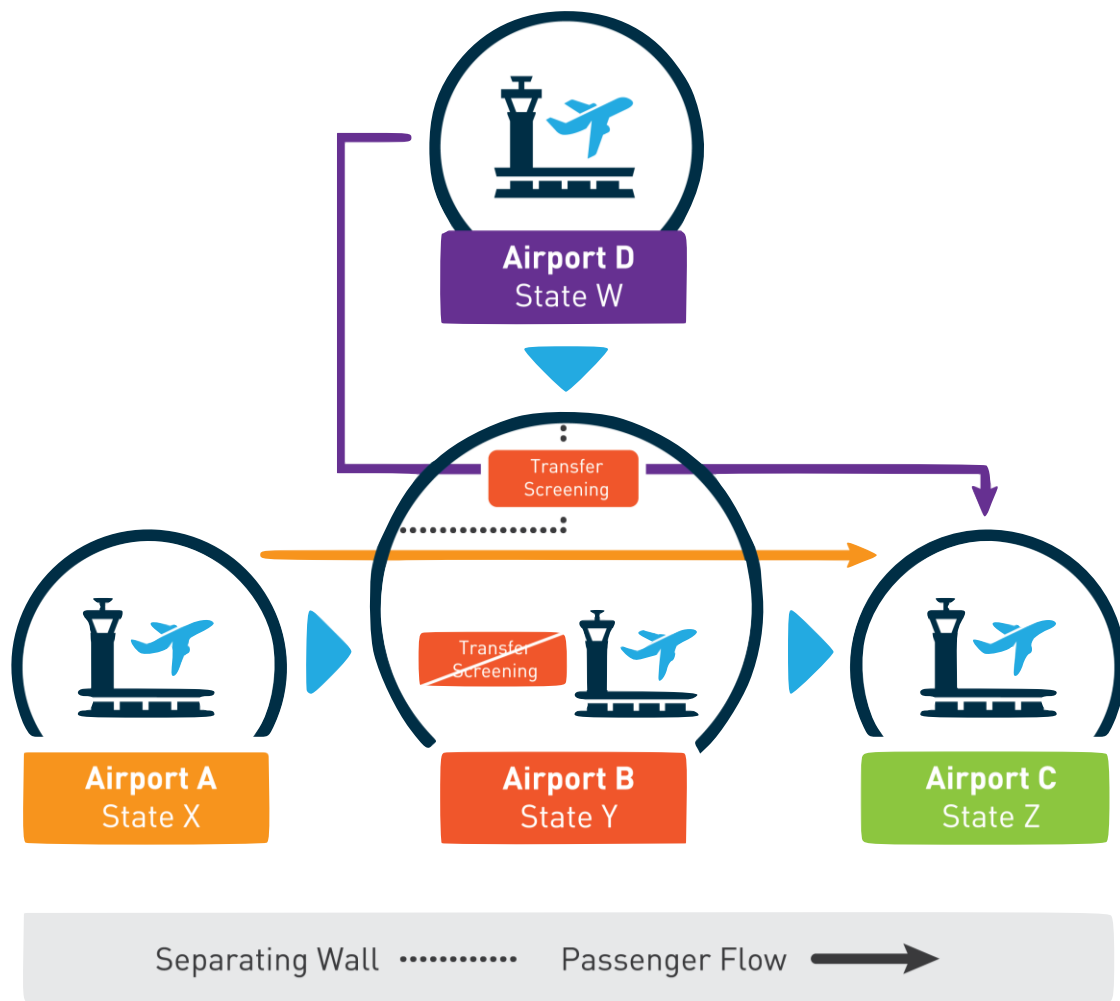 Airport D
State W
Transfer
Screening
Transfer
Screening
Airport A
State X
Airport B
State Y
Airport C
State Z
Separating Wall
Passenger Flow